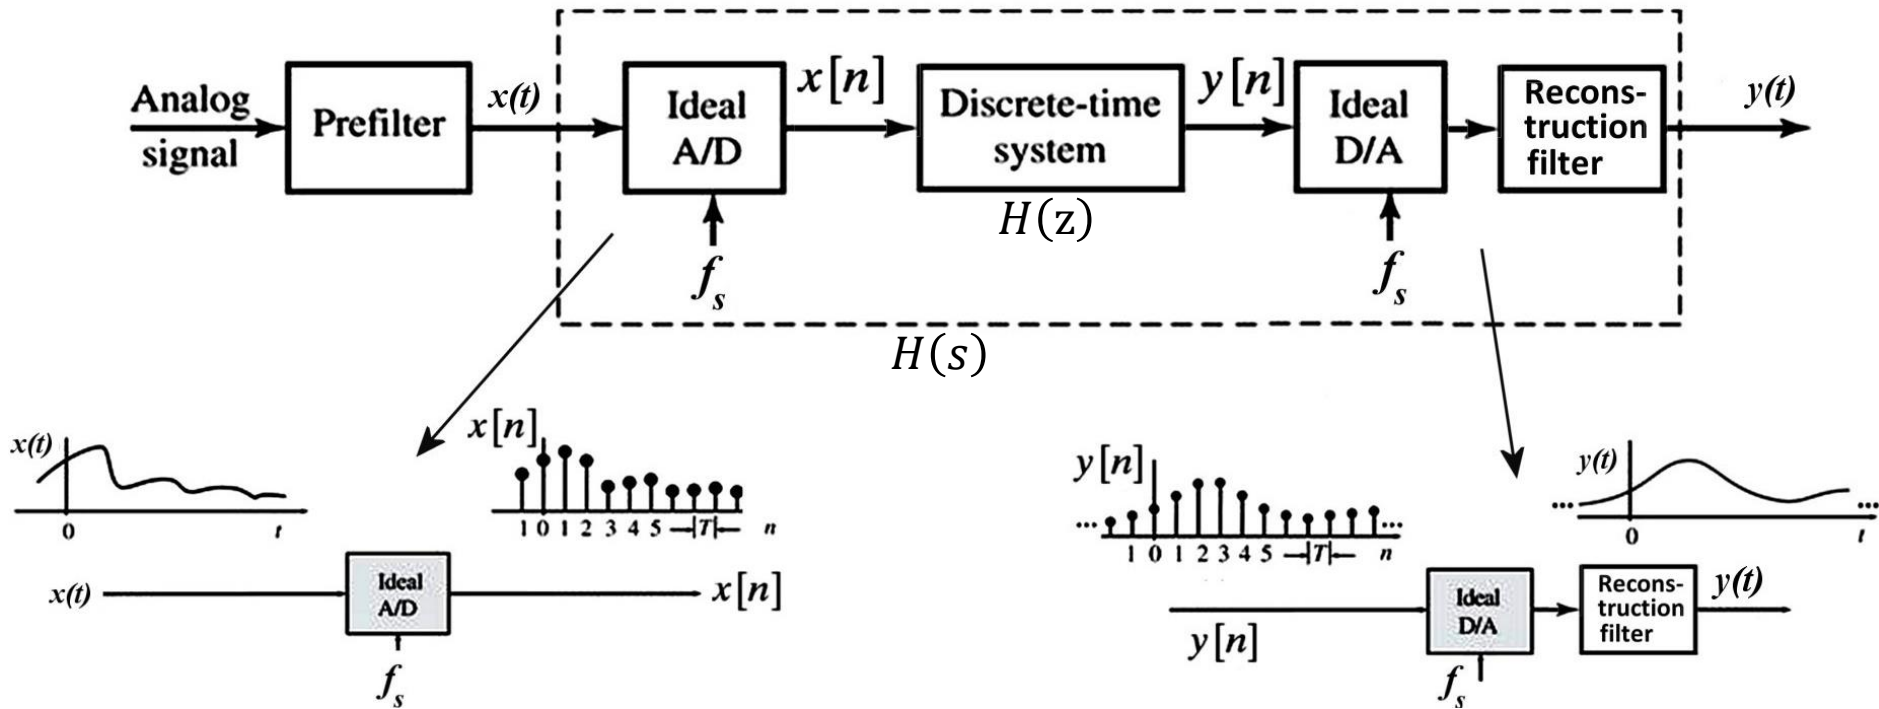 Analog
signal
Prefilter
x(t)
Ideal
A/D
x[n]
Discrete-time
system
y[n]
Ideal
D/A
Recons-
truction
filter
y(t)
f_s
H(z)
f_s
H(s)
x(t)
0
t
x[n]
1 0 1 2 3 4 5 T n
x(t)
Ideal
A/D
x[n]
f_s
y[n]
... ...
1 0 1 2 3 4 5 T n
y(t)
... ...
0
t
y[n]
Ideal
D/A
Recons-
truction
filter
y(t)
f_s